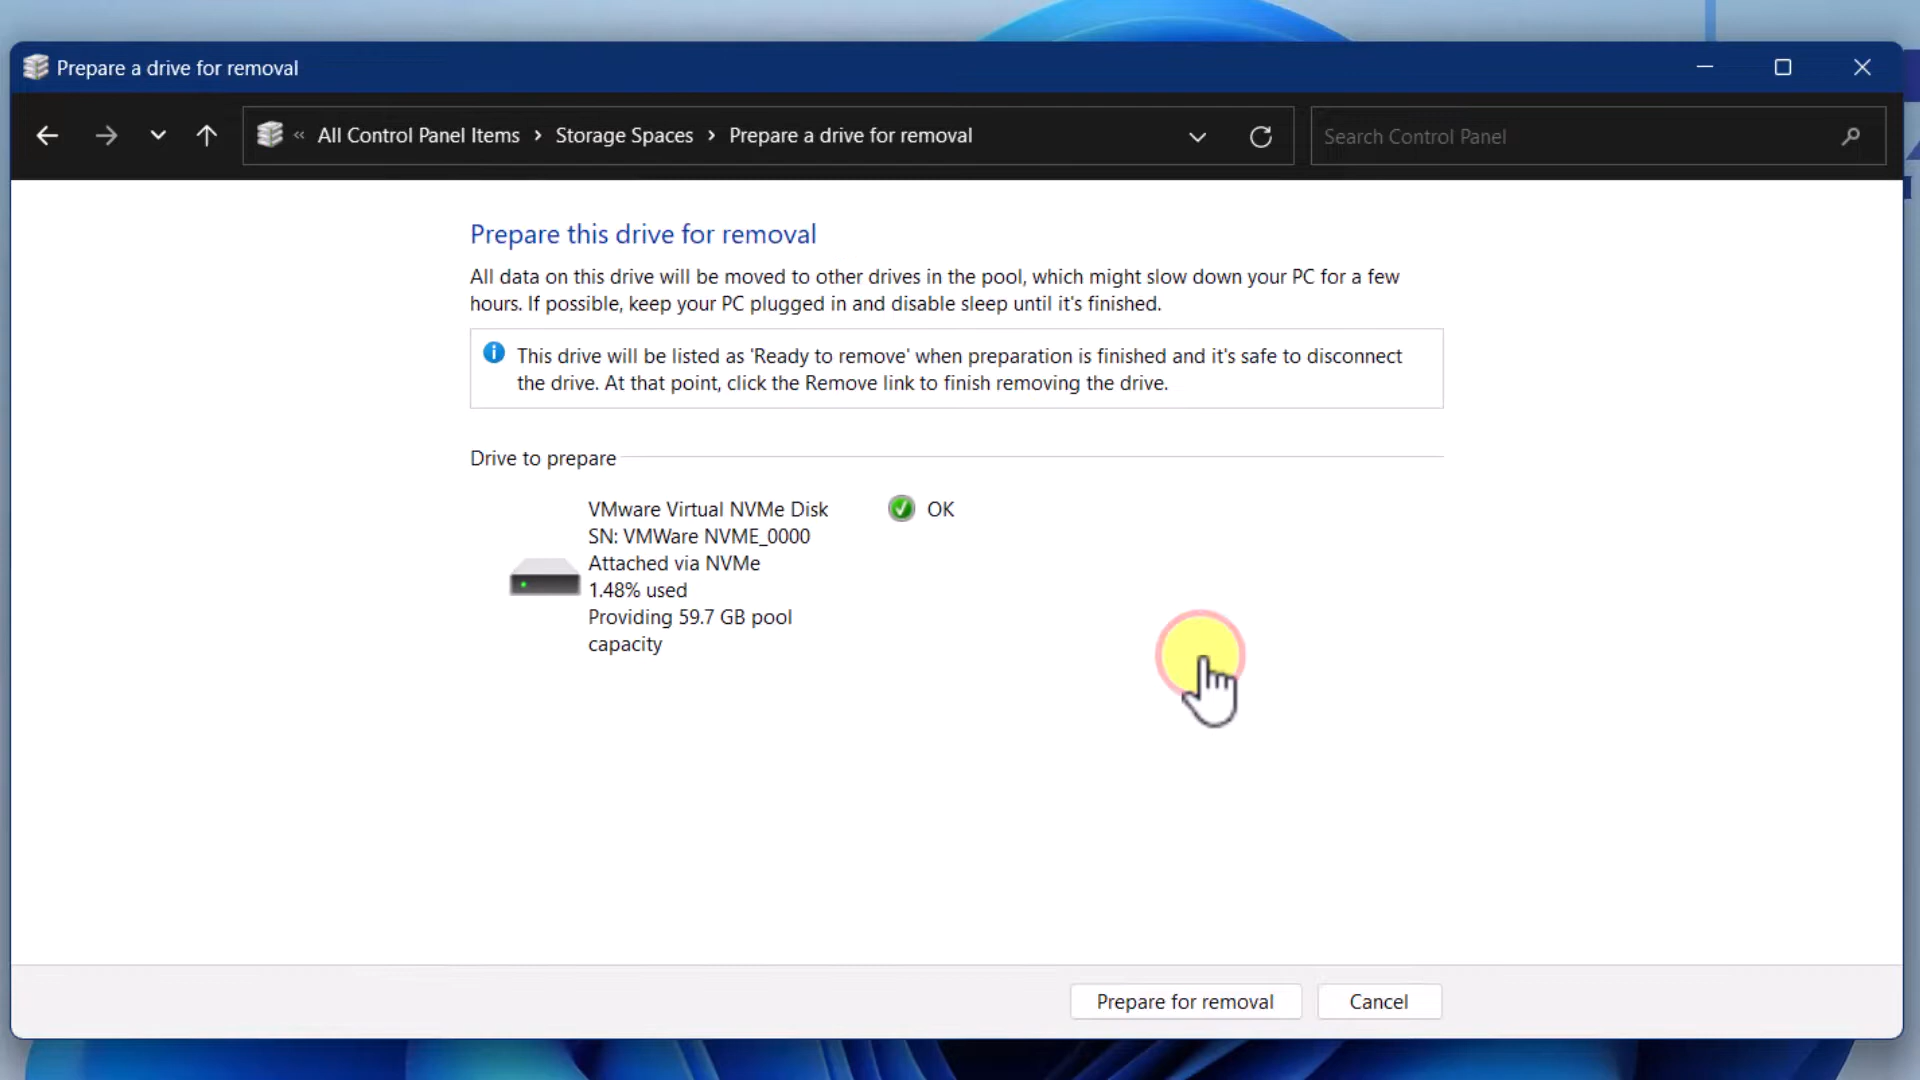 Prepare a drive for removal
« All Control Panel Items › Storage Spaces › Prepare a drive for removal
Search Control Panel
Prepare this drive for removal
All data on this drive will be moved to other drives in the pool, which might slow down your PC for a few
hours. If possible, keep your PC plugged in and disable sleep until it's finished.
This drive will be listed as 'Ready to remove' when preparation is finished and it's safe to disconnect
the drive. At that point, click the Remove link to finish removing the drive.
Drive to prepare
VMware Virtual NVMe Disk
OK
SN: VMWare NVME_0000
Attached via NVMe
1.48% used
Providing 59.7 GB pool
capacity
Prepare for removal
Cancel